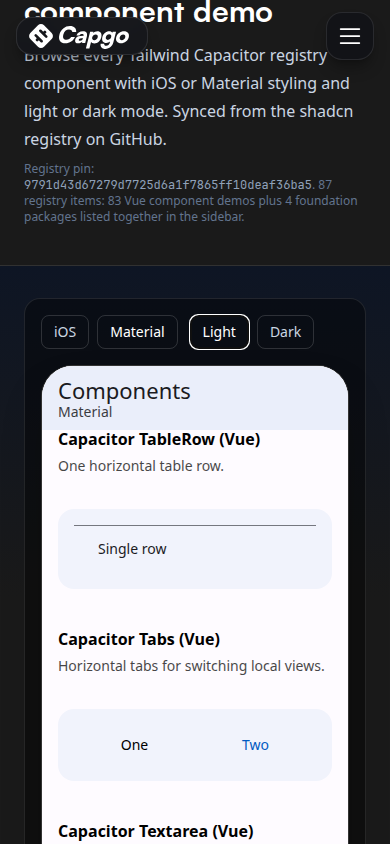 component demo
Capgo
Browse every Tailwind Capacitor registry
component with iOS or Material styling and
light or dark mode. Synced from the shadcn
registry on GitHub.
Registry pin:
9791d43d67279d7725d6a1f7865ff10deaf36ba5. 87
registry items: 83 Vue component demos plus 4 foundation
packages listed together in the sidebar.
iOS
Material
Light
Dark
Components
Material
Capacitor TableRow (Vue)
One horizontal table row.
Single row
Capacitor Tabs (Vue)
Horizontal tabs for switching local views.
One
Two
Capacitor Textarea (Vue)